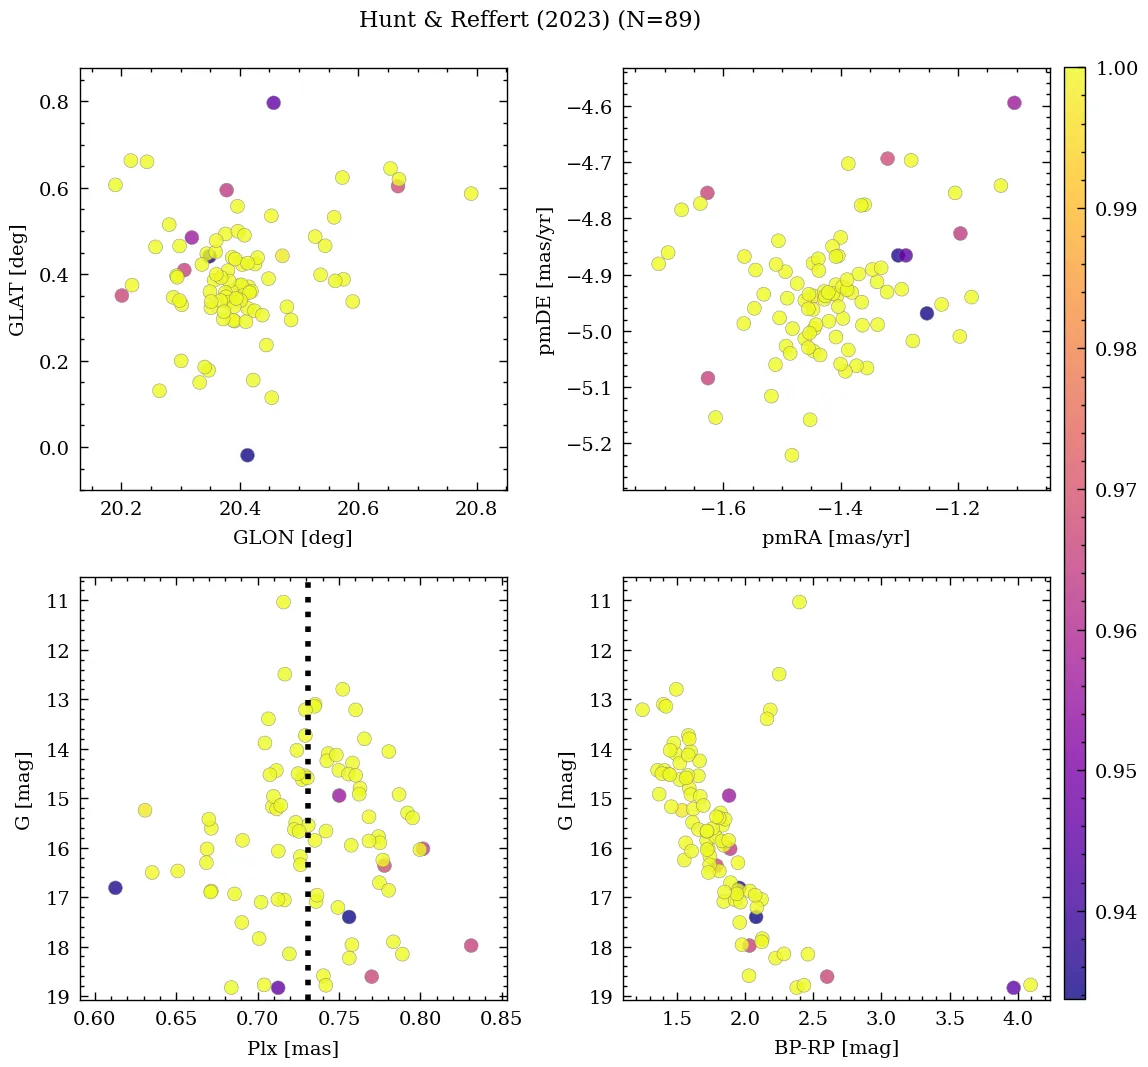 Hunt & Reffert (2023) (N=89)
0.8
0.6
0.4
0.2
0.0
GLAT [deg]
20.2 20.4 20.6 20.8
GLON [deg]
−4.6
−4.7
−4.8
−4.9
−5.0
−5.1
−5.2
pmDE [mas/yr]
−1.6 −1.4 −1.2
pmRA [mas/yr]
11
12
13
14
15
16
17
18
19
G [mag]
0.60 0.65 0.70 0.75 0.80 0.85
Plx [mas]
11
12
13
14
15
16
17
18
19
G [mag]
1.5 2.0 2.5 3.0 3.5 4.0
BP-RP [mag]
1.00
0.99
0.98
0.97
0.96
0.95
0.94